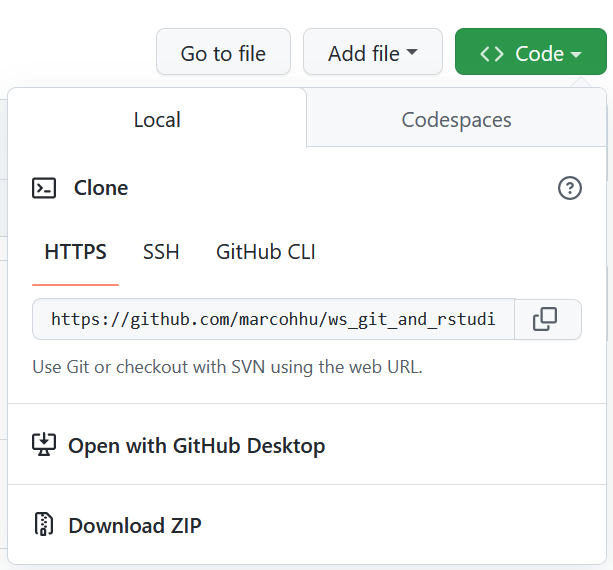 Go to file
Add file
Code
Local
Codespaces
Clone
HTTPS
SSH
GitHub CLI
https://github.com/marcohhu/ws_git_and_rstudi
Use Git or checkout with SVN using the web URL.
Open with GitHub Desktop
Download ZIP